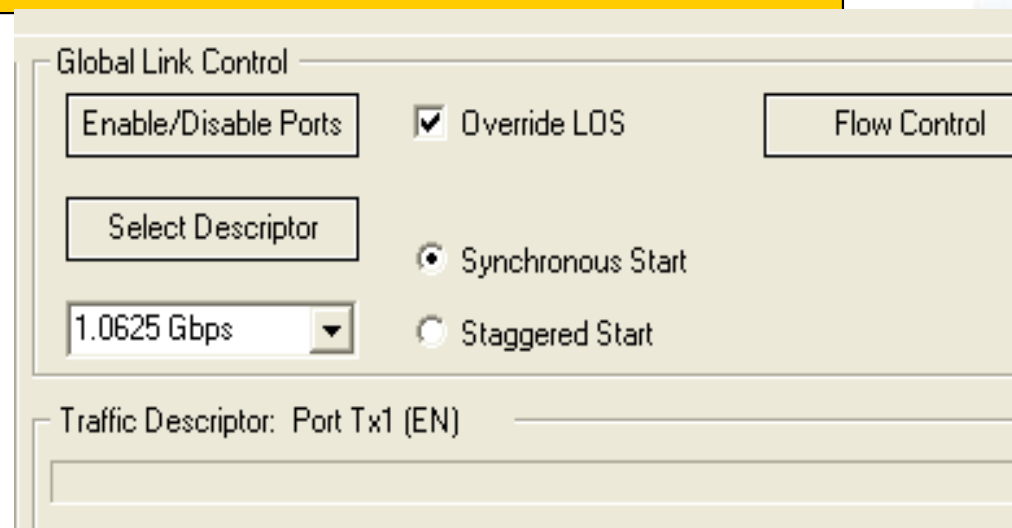 Global Link Control
Enable/Disable Ports
Override LOS
Flow Control
Select Descriptor
Synchronous Start
1.0625 Gbps
Staggered Start
Traffic Descriptor: Port Tx1 (EN)